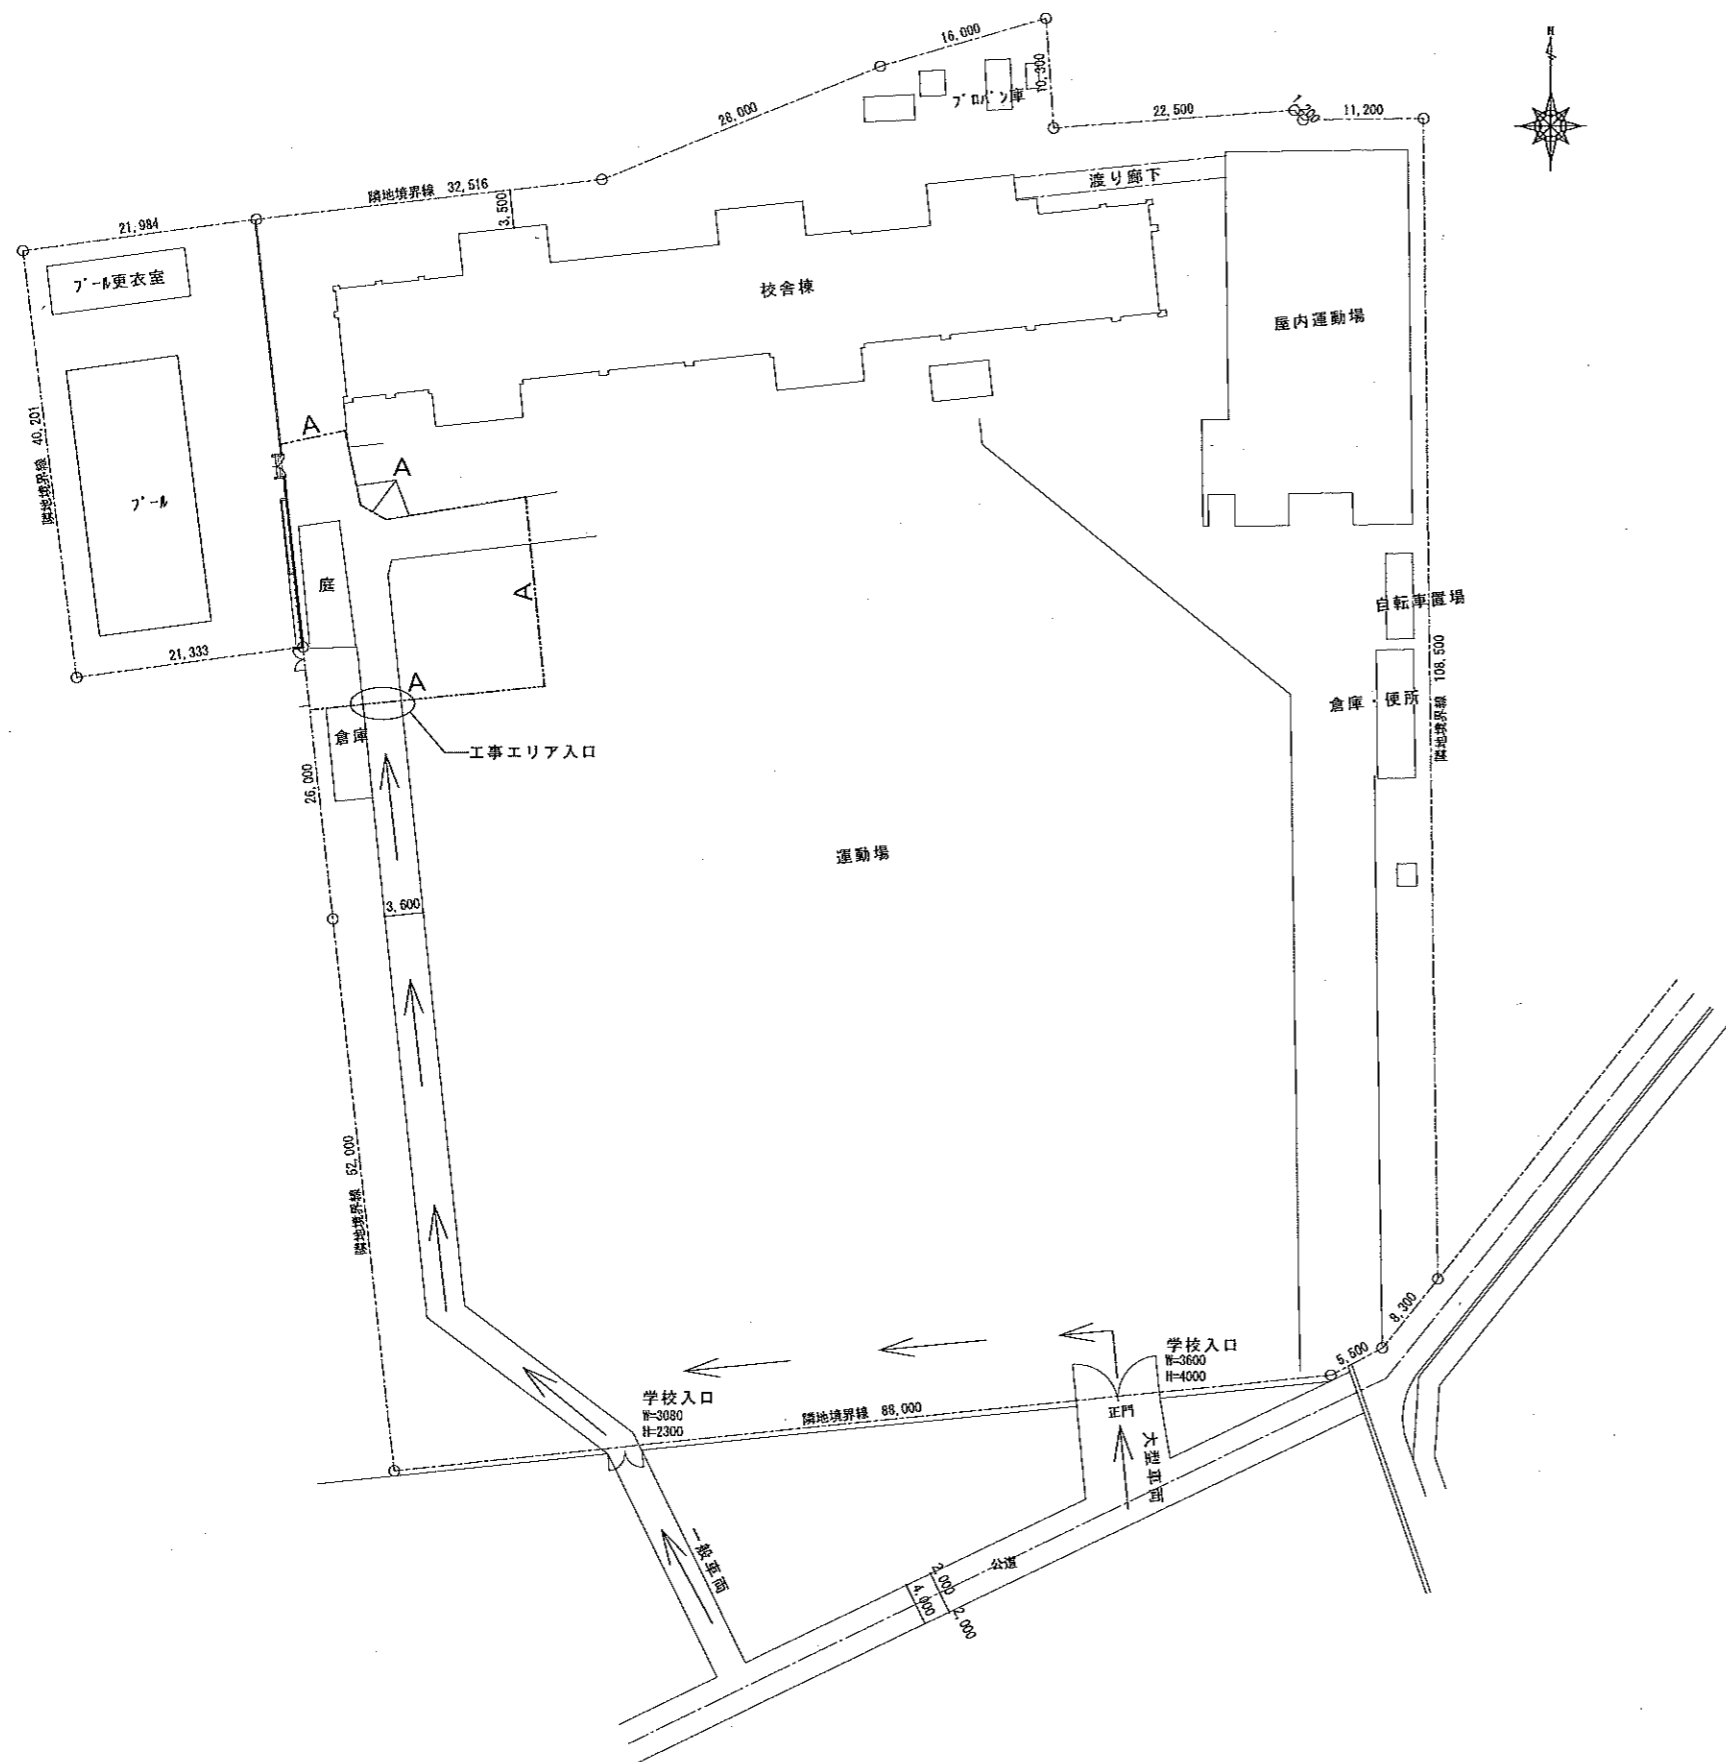 N
16,000
10,300
28,000
プロパン庫
22,500
11,200
隣地境界線 32,516
3,500
渡り廊下
21,984
プール更衣室
校舎棟
屋内運動場
隣地境界線 40,201
A
A
プール
庭
A
自転車置場
21,333
A
隣地境界線 108,500
倉庫・便所
倉庫
工事エリア入口
26,000
運動場
3,600
隣地境界線 62,000
8,300
5,500
学校入口
W=3600
H=4000
学校入口
W=3080
H=2300
隣地境界線 88,000
正門
大型車両
一般車両
公道
2,000
4,000
2,000